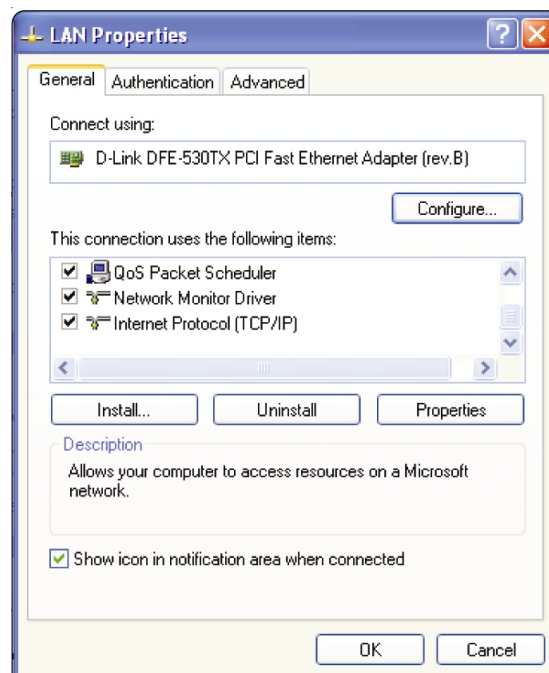 LAN Properties
General Authentication Advanced
Connect using:
D-Link DFE-530TX PCI Fast Ethernet Adapter (rev.B)
Configure...
This connection uses the following items:
QoS Packet Scheduler
Network Monitor Driver
Internet Protocol (TCP/IP)
Install... Uninstall Properties
Description
Allows your computer to access resources on a Microsoft
network.
Show icon in notification area when connected
OK Cancel